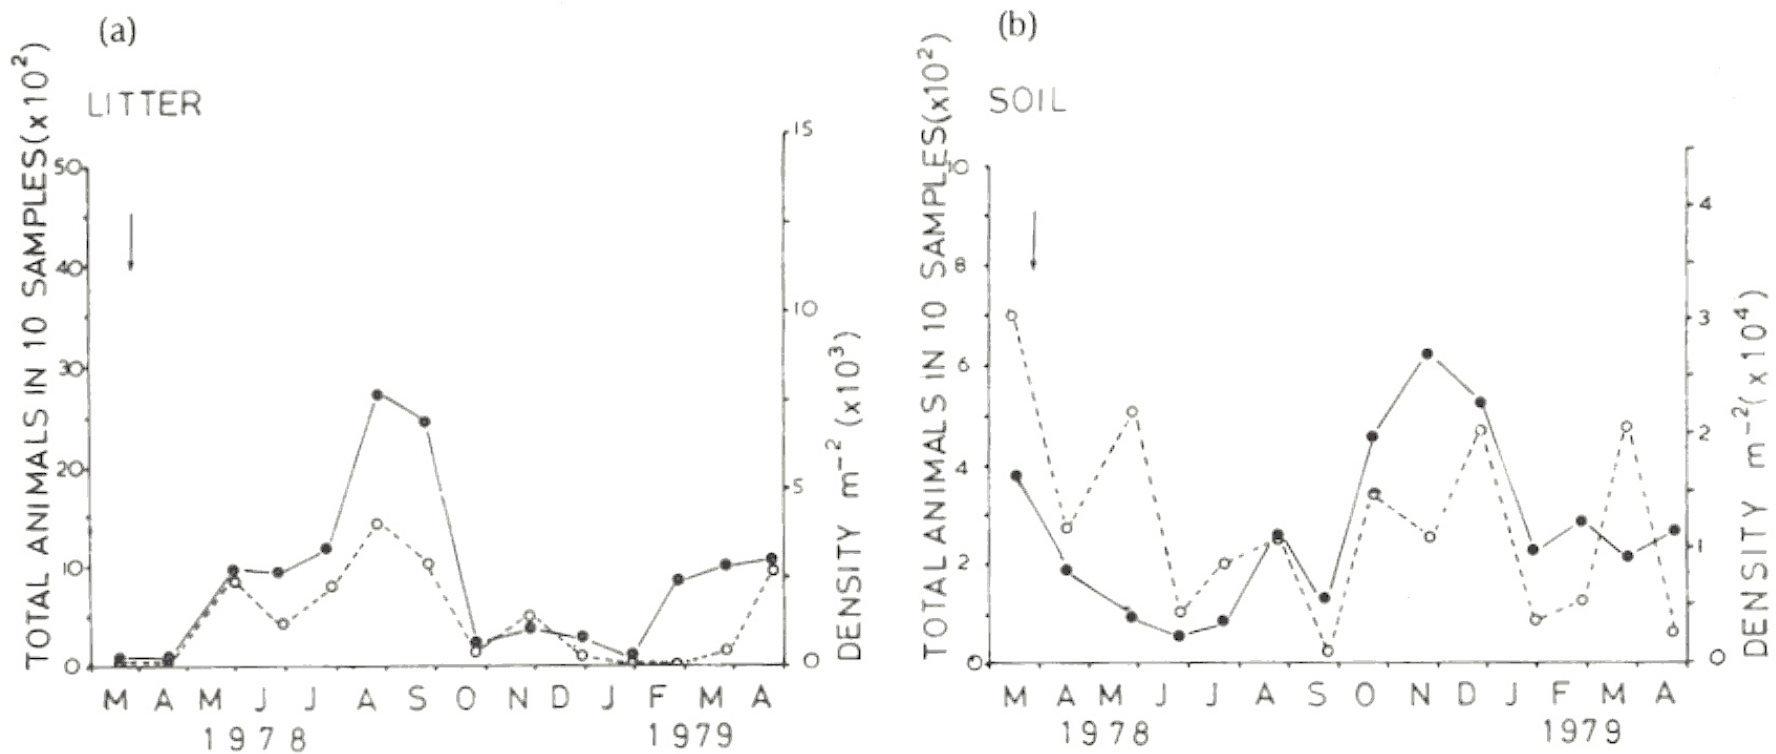 (a)
LITTER
TOTAL ANIMALS IN 10 SAMPLES(x10²)
50
40
30
20
10
0
15
10
5
0
DENSITY m⁻² (x10³)
M A M J J A S O N D J F M A
1978 1979
(b)
SOIL
TOTAL ANIMALS IN 10 SAMPLES(x10²)
10
8
6
4
2
0
4
3
2
1
0
DENSITY m⁻² (x10⁴)
M A M J J A S O N D J F M A
1978 1979